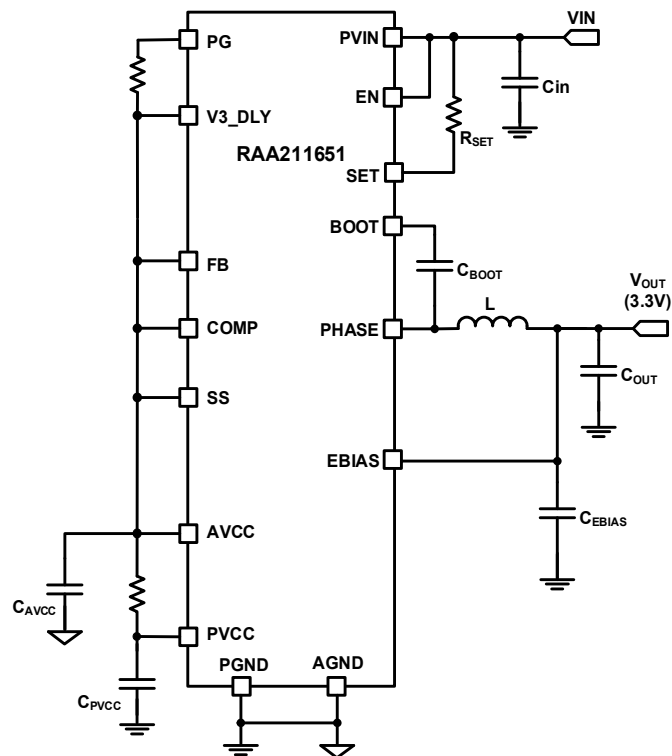 PG
PVIN
VIN
Cin
EN
V3_DLY
RSET
RAA211651
SET
BOOT
CBOOT
FB
VOUT
(3.3V)
L
COMP
PHASE
COUT
SS
EBIAS
CEBIAS
AVCC
CAVCC
PVCC
PGND
AGND
CPVCC